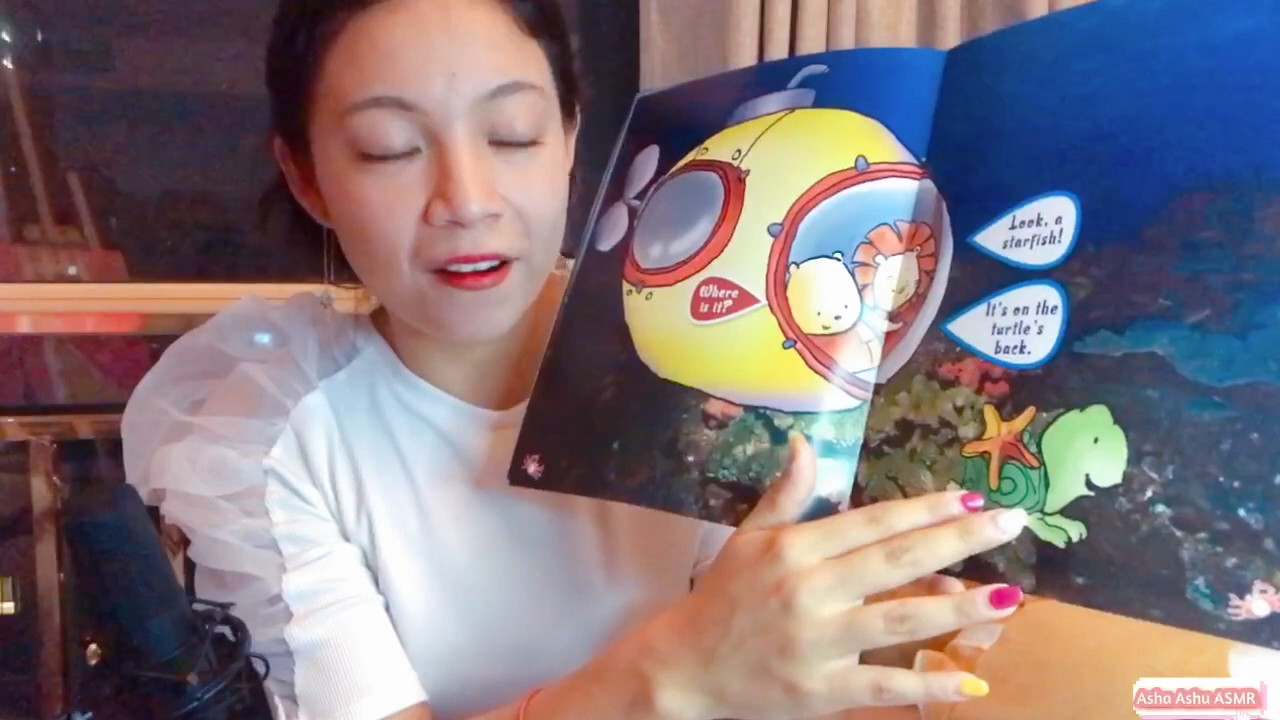 Where
is it?
Look, a
starfish!
It's on the
turtle's
back.
Asha Ashu ASMR